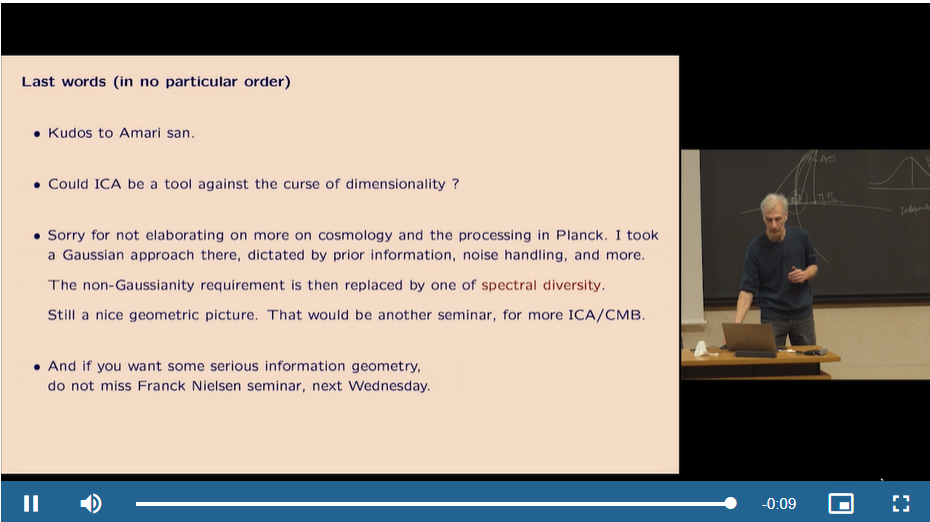 Last words (in no particular order)
• Kudos to Amari san.
• Could ICA be a tool against the curse of dimensionality ?
• Sorry for not elaborating on more on cosmology and the processing in Planck. I took
a Gaussian approach there, dictated by prior information, noise handling, and more.
The non-Gaussianity requirement is then replaced by one of spectral diversity.
Still a nice geometric picture. That would be another seminar, for more ICA/CMB.
• And if you want some serious information geometry,
do not miss Franck Nielsen seminar, next Wednesday.
-0:09